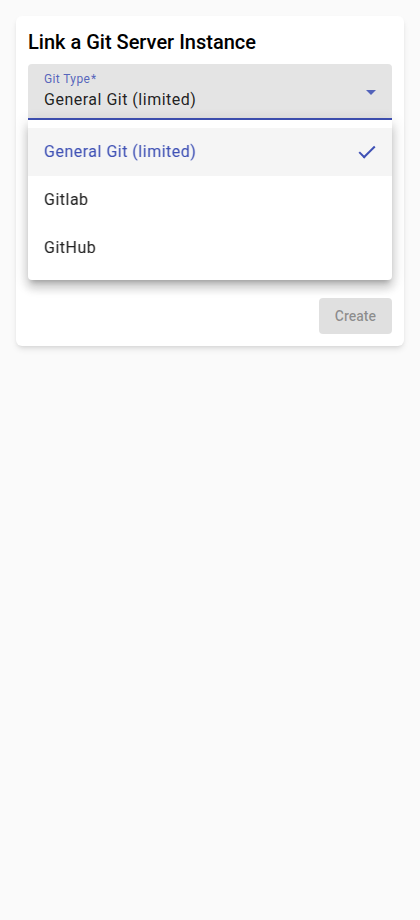 Link a Git Server Instance
Git Type*
General Git (limited)
General Git (limited)
Gitlab
GitHub
Create